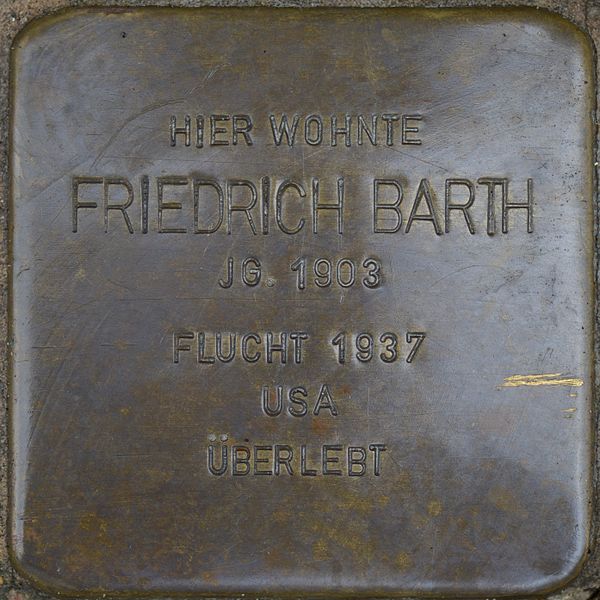 HIER WOHNTE
FRIEDRICH BARTH
JG. 1903
FLUCHT 1937
USA
ÜBERLEBT